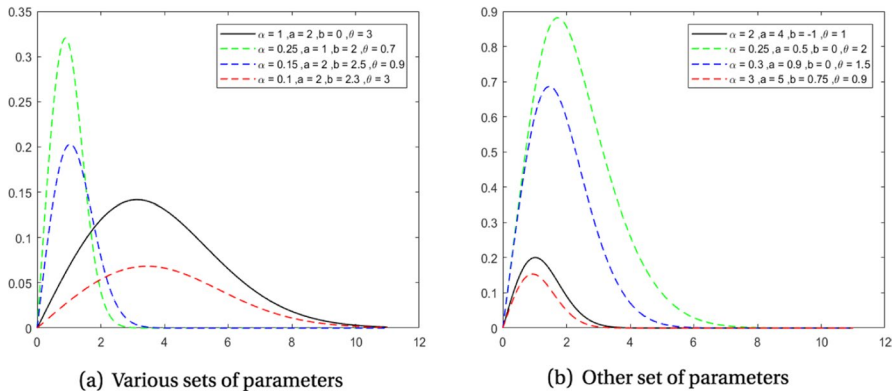 0.35
0.3
0.25
0.2
0.15
0.1
0.05
0
0 2 4 6 8 10 12
α = 1 ,a = 2 ,b = 0 ,θ = 3
α = 0.25 ,a = 1 ,b = 2 ,θ = 0.7
α = 0.15 ,a = 2 ,b = 2.5 ,θ = 0.9
α = 0.1 ,a = 2 ,b = 2.3 ,θ = 3
(a) Various sets of parameters
0.9
0.8
0.7
0.6
0.5
0.4
0.3
0.2
0.1
0
0 2 4 6 8 10 12
α = 2 ,a = 4 ,b = -1 ,θ = 1
α = 0.25 ,a = 0.5 ,b = 0 ,θ = 2
α = 0.3 ,a = 0.9 ,b = 0 ,θ = 1.5
α = 3 ,a = 5 ,b = 0.75 ,θ = 0.9
(b) Other set of parameters